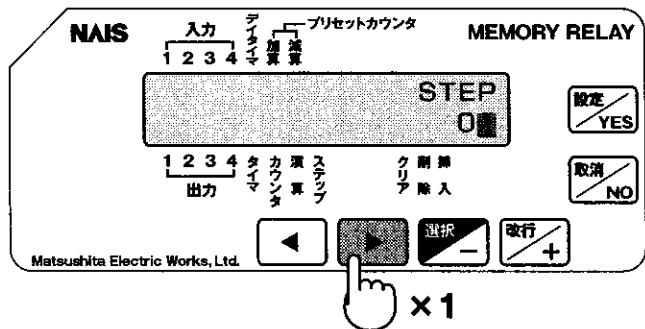 NAIS
入力
1 2 3 4
デイタイマ
加算
減算
プリセットカウンタ
MEMORY RELAY
STEP
0
設定/YES
1 2 3 4
出力
タイマ
カウンタ
演算
ステップ
クリア
削除
挿入
取消/NO
◀
▶
選択/−
改行/+
Matsushita Electric Works, Ltd.
×1